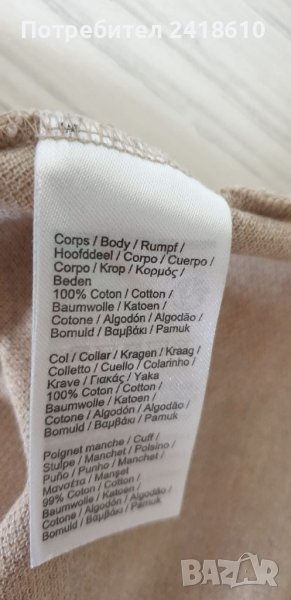 Потребител 2418610
Corps / Body / Rumpf /
Hoofddeel / Corpo / Cuerpo /
Corpo / Krop / Κορμός /
Beden
100% Coton / Cotton /
Baumwolle / Katoen /
Cotone / Algodón / Algodão /
Bomuld / Βαμβάκι / Pamuk
Col / Collar / Kragen / Kraag /
Colletto / Cuello / Colarinho /
Krave / Γιακάς / Yaka
100% Coton / Cotton /
Baumwolle / Katoen /
Cotone / Algodón / Algodão /
Bomuld / Βαμβάκι / Pamuk
Poignet manche / Cuff /
Stulpe / Manchet / Polsino /
Puño / Punho / Manchet /
Μανσέτα / Manşet
99% Coton / Cotton /
Baumwolle / Katoen /
Cotone / Algodón / Algodão /
Bomuld / Βαμβάκι / Pamuk
BAZAR